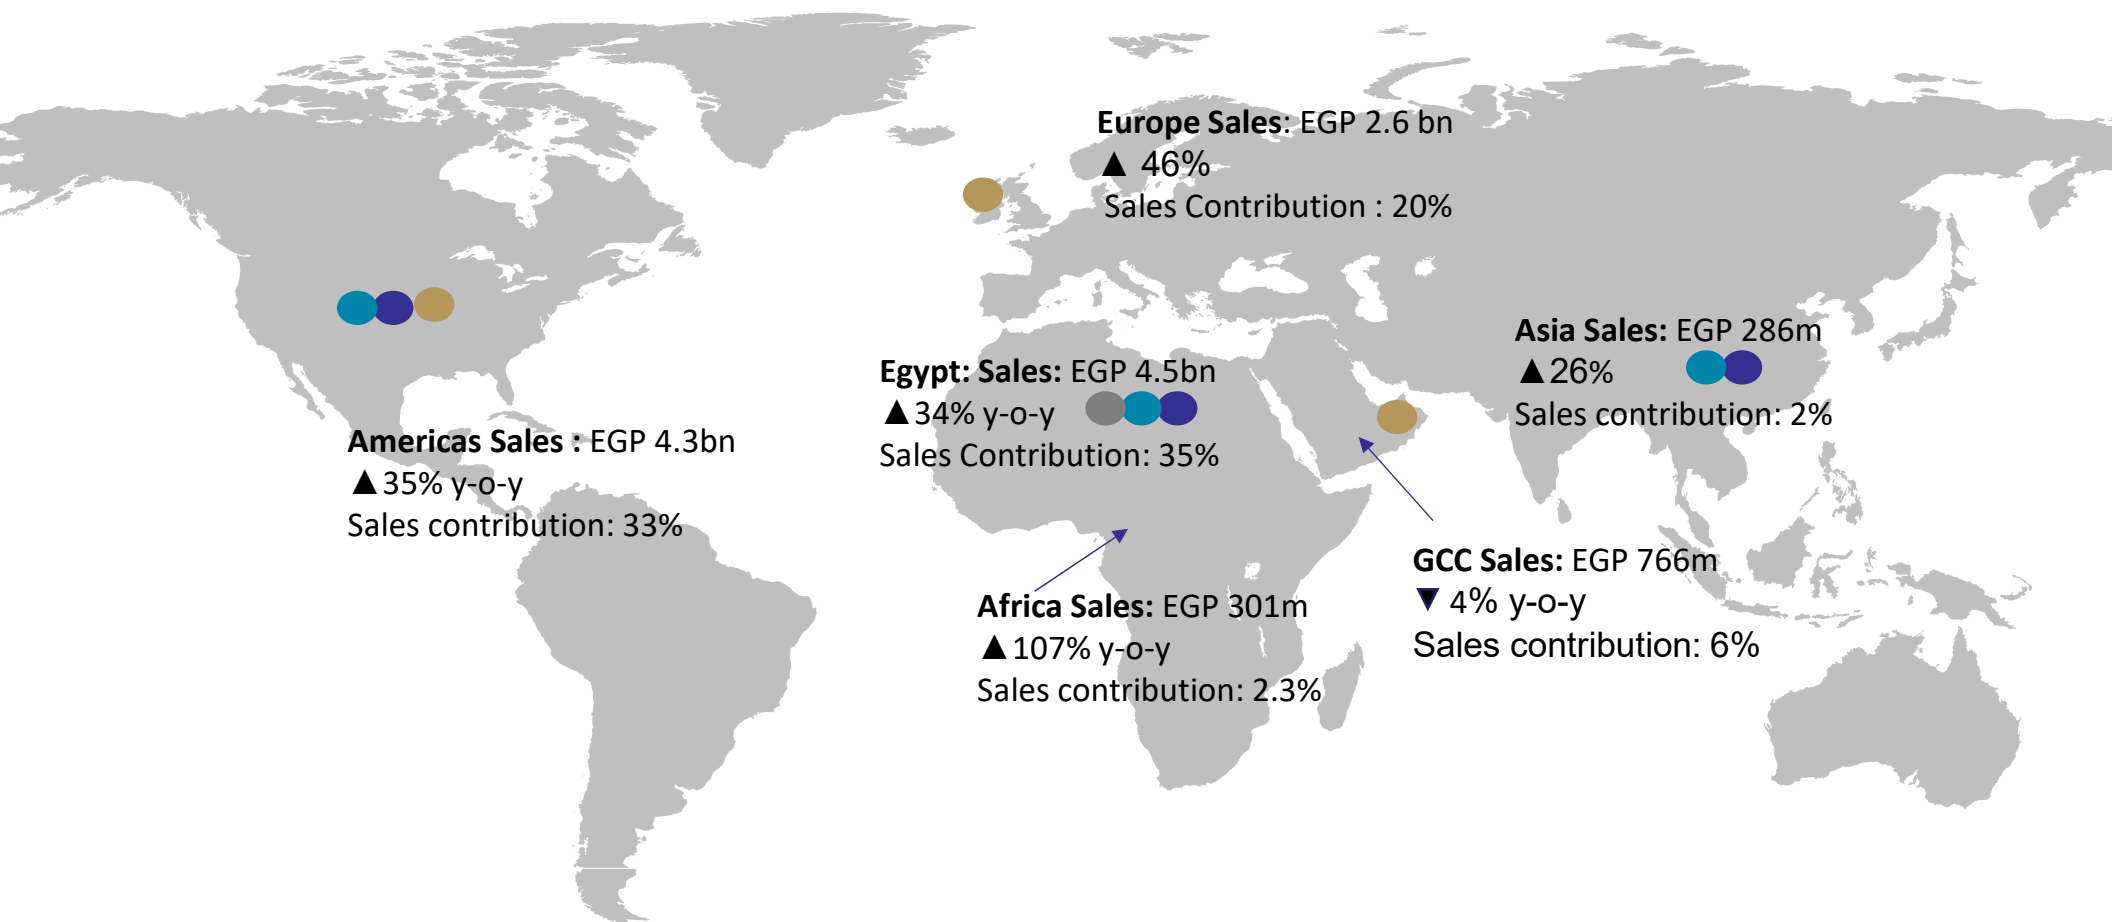 Europe Sales: EGP 2.6 bn
▲ 46%
Sales Contribution : 20%
Asia Sales: EGP 286m
▲26%
Sales contribution: 2%
Egypt: Sales: EGP 4.5bn
▲34% y-o-y
Sales Contribution: 35%
Americas Sales : EGP 4.3bn
▲35% y-o-y
Sales contribution: 33%
GCC Sales: EGP 766m
▼ 4% y-o-y
Sales contribution: 6%
Africa Sales: EGP 301m
▲107% y-o-y
Sales contribution: 2.3%